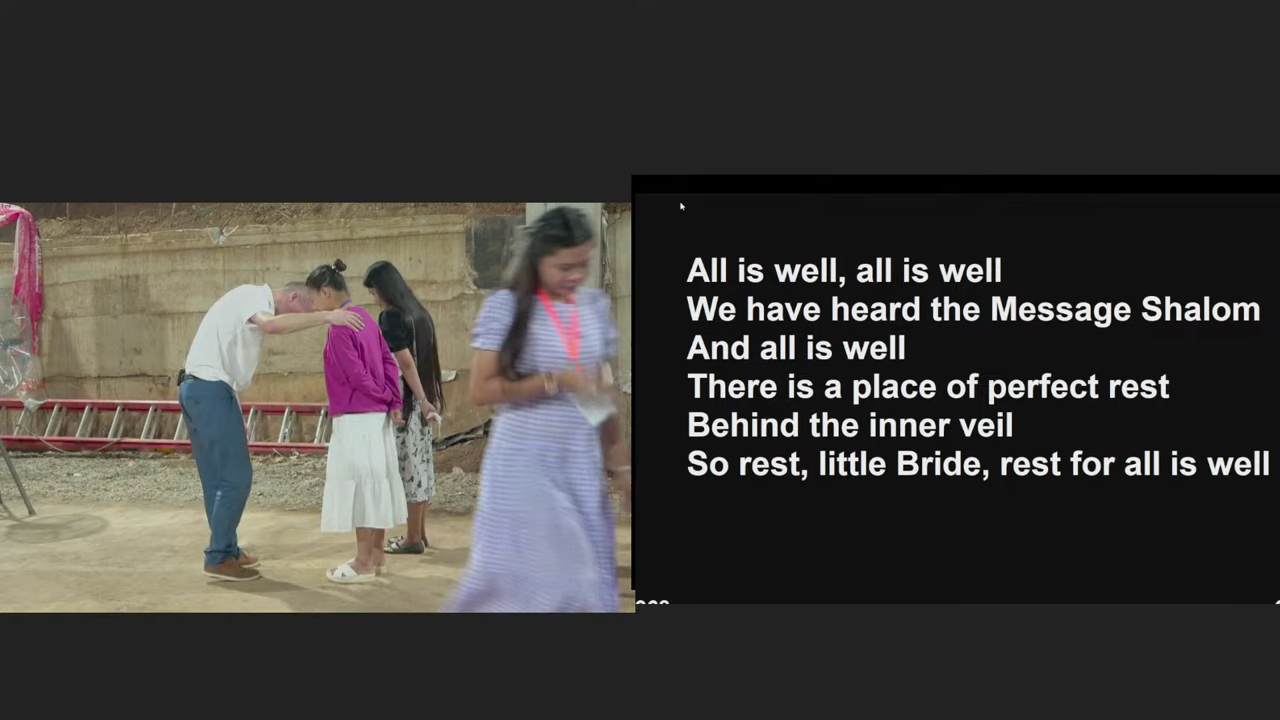 All is well, all is well
We have heard the Message Shalom
And all is well
There is a place of perfect rest
Behind the inner veil
So rest, little Bride, rest for all is well